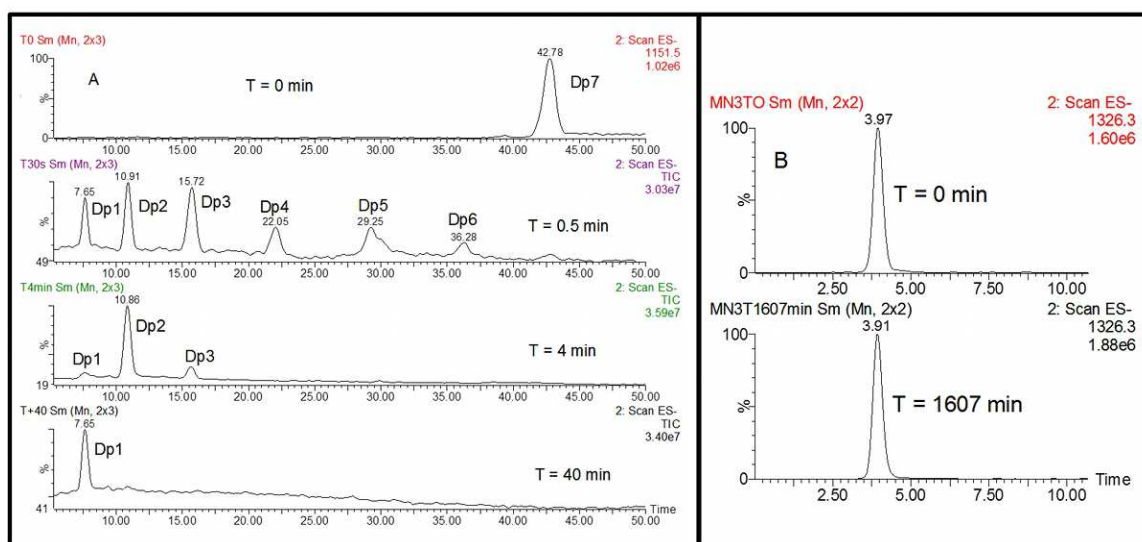 T0 Sm (Mn, 2x3)
2: Scan ES-
1151.5
1.02e6
A
T = 0 min
42.78
Dp7
100
%
0
10.00 15.00 20.00 25.00 30.00 35.00 40.00 45.00 50.00
T30s Sm (Mn, 2x3)
2: Scan ES-
TIC
3.03e7
7.65 10.91 15.72 22.05 29.25 36.28
Dp1 Dp2 Dp3 Dp4 Dp5 Dp6
T = 0.5 min
%
49
10.00 15.00 20.00 25.00 30.00 35.00 40.00 45.00 50.00
T4min Sm (Mn, 2x3)
2: Scan ES-
TIC
3.59e7
10.86
Dp1 Dp2 Dp3
T = 4 min
%
19
10.00 15.00 20.00 25.00 30.00 35.00 40.00 45.00 50.00
T+40 Sm (Mn, 2x3)
2: Scan ES-
TIC
3.40e7
7.65
Dp1
T = 40 min
%
41
Time
10.00 15.00 20.00 25.00 30.00 35.00 40.00 45.00 50.00
MN3TO Sm (Mn, 2x2)
2: Scan ES-
1326.3
1.60e6
3.97
100
B
T = 0 min
%
0
2.50 5.00 7.50 10.00
MN3T1607min Sm (Mn, 2x2)
2: Scan ES-
1326.3
1.88e6
3.91
100
T = 1607 min
%
0
Time
2.50 5.00 7.50 10.00